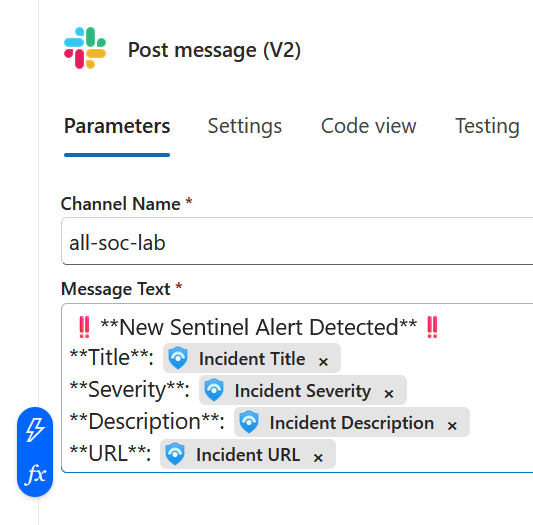 Post message (V2)
Parameters Settings Code view Testing
Channel Name *
all-soc-lab
Message Text *
‼️ **New Sentinel Alert Detected** ‼️
**Title**: Incident Title ×
**Severity**: Incident Severity ×
**Description**: Incident Description ×
**URL**: Incident URL ×
fx